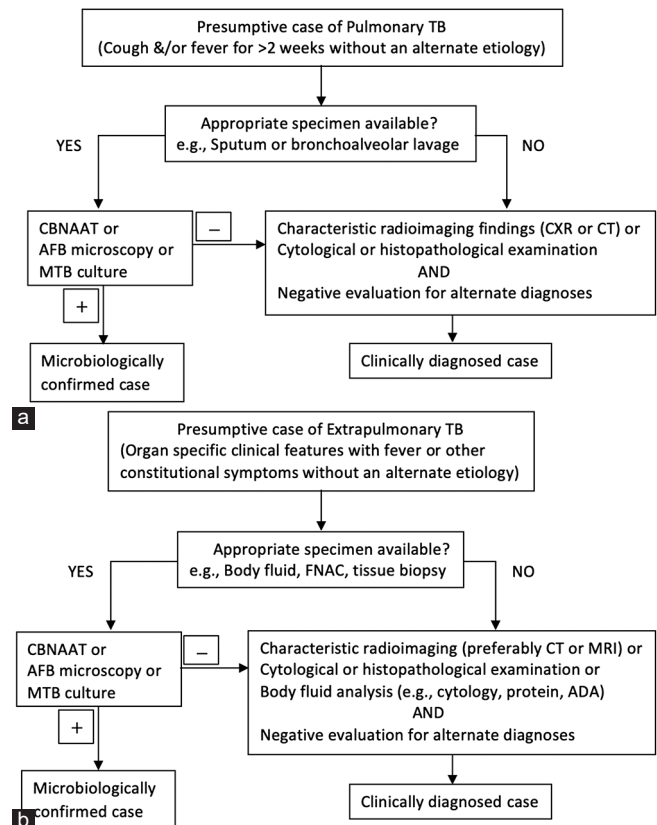 Presumptive case of Pulmonary TB
(Cough &/or fever for >2 weeks without an alternate etiology)
Appropriate specimen available?
e.g., Sputum or bronchoalveolar lavage
YES
NO
CBNAAT or
AFB microscopy or
MTB culture
–
Characteristic radioimaging findings (CXR or CT) or
Cytological or histopathological examination
AND
Negative evaluation for alternate diagnoses
+
Microbiologically
confirmed case
Clinically diagnosed case
a
Presumptive case of Extrapulmonary TB
(Organ specific clinical features with fever or other
constitutional symptoms without an alternate etiology)
Appropriate specimen available?
e.g., Body fluid, FNAC, tissue biopsy
YES
NO
CBNAAT or
AFB microscopy or
MTB culture
–
Characteristic radioimaging (preferably CT or MRI) or
Cytological or histopathological examination or
Body fluid analysis (e.g., cytology, protein, ADA)
AND
Negative evaluation for alternate diagnoses
+
Microbiologically
confirmed case
Clinically diagnosed case
b